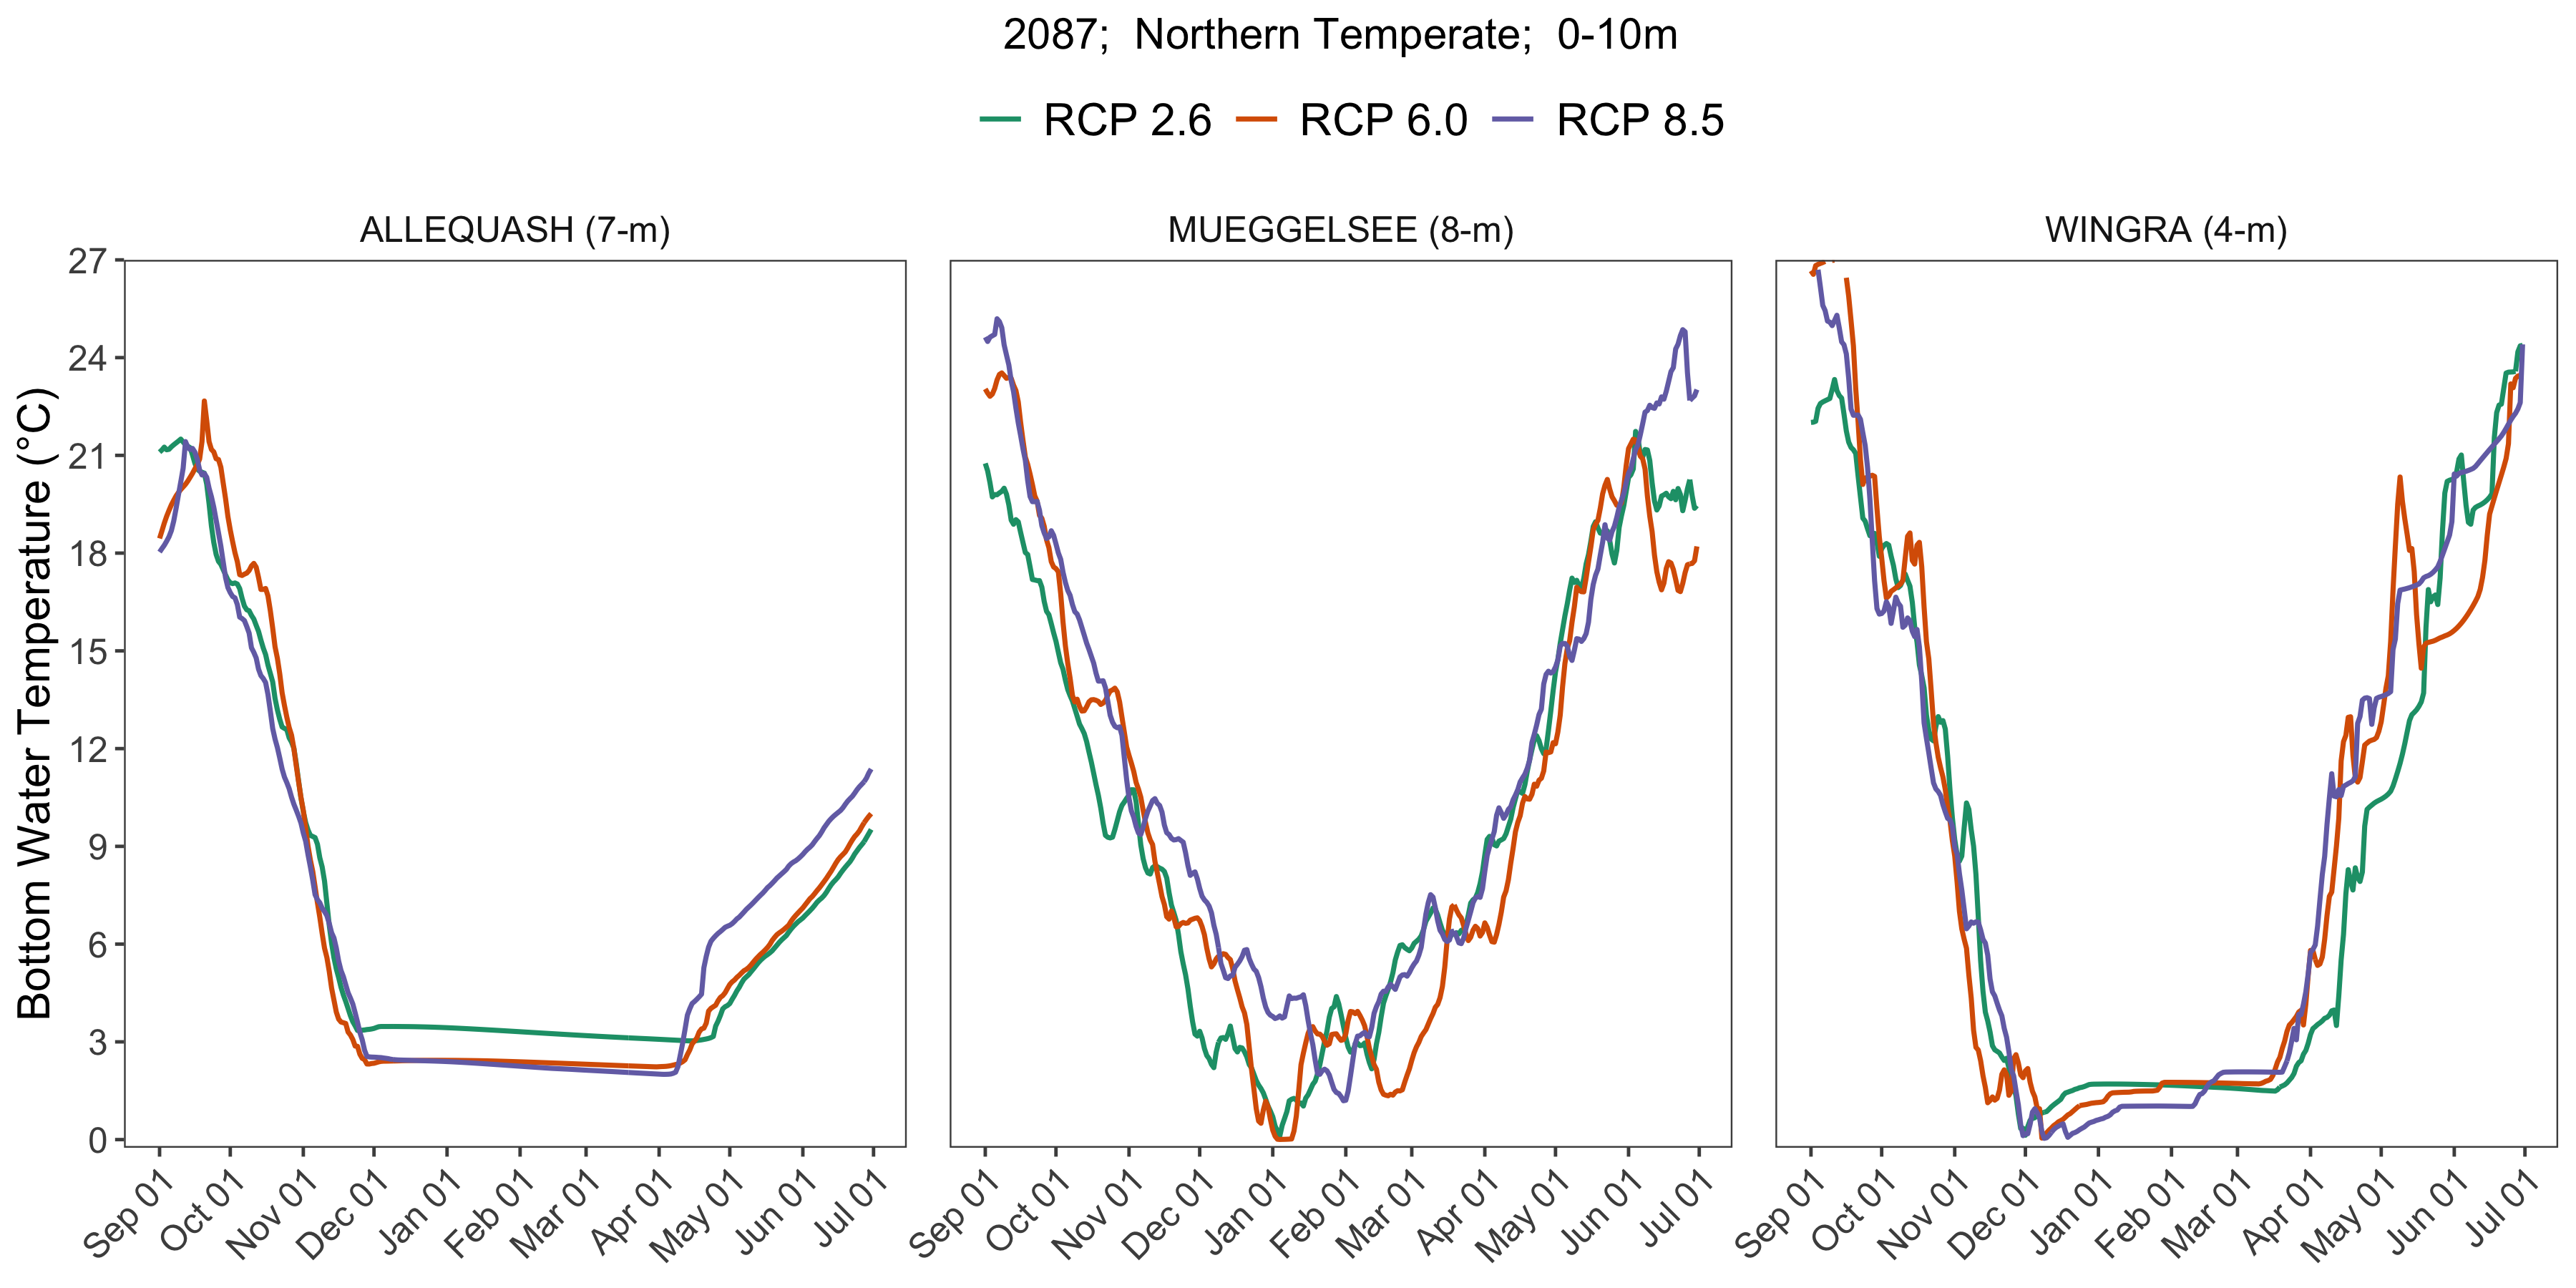 2087;  Northern Temperate;  0-10m
RCP 2.6 RCP 6.0 RCP 8.5
ALLEQUASH (7-m) MUEGGELSEE (8-m) WINGRA (4-m)
Bottom Water Temperature (°C)
27
24
21
18
15
12
9
6
3
0
Sep 01 Oct 01 Nov 01 Dec 01 Jan 01 Feb 01 Mar 01 Apr 01 May 01 Jun 01 Jul 01
Sep 01 Oct 01 Nov 01 Dec 01 Jan 01 Feb 01 Mar 01 Apr 01 May 01 Jun 01 Jul 01
Sep 01 Oct 01 Nov 01 Dec 01 Jan 01 Feb 01 Mar 01 Apr 01 May 01 Jun 01 Jul 01